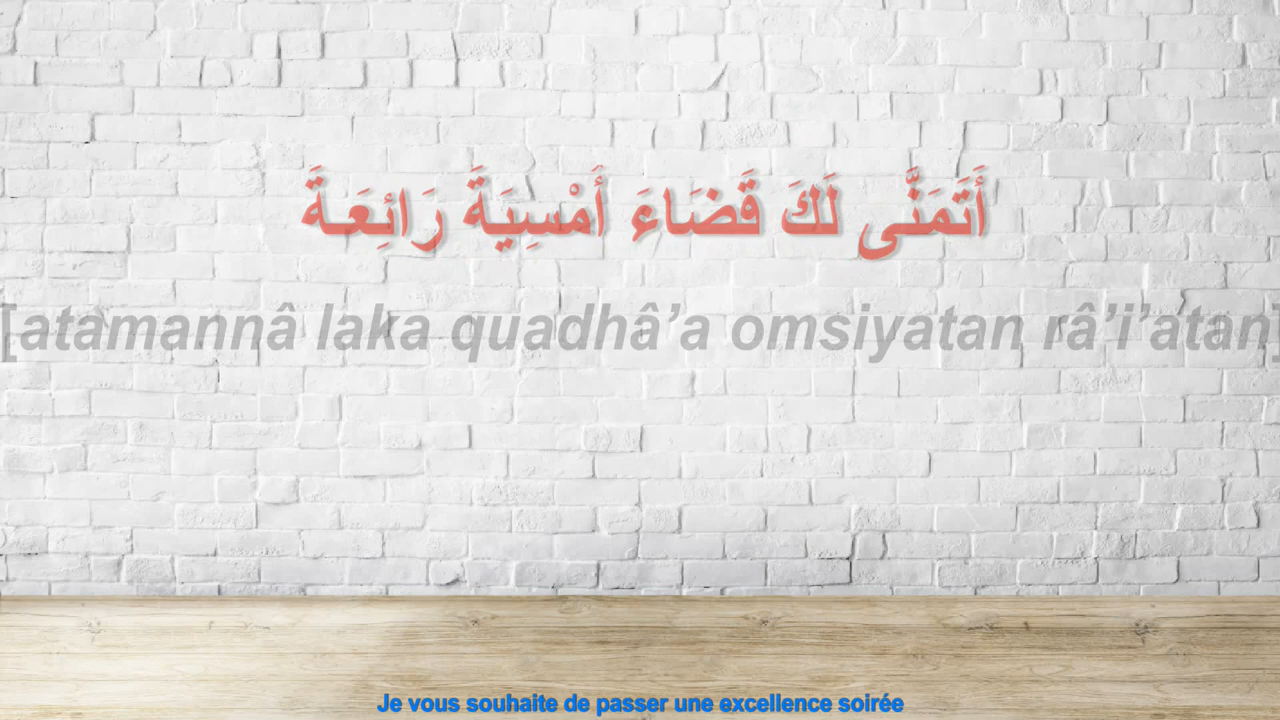 أَتَمَنَّى لَكَ قَضَاءَ أَمْسِيَةَ رَائِعَةَ
[atamannâ laka quadhâ’a omsiyatan râ’i’atan]
Je vous souhaite de passer une excellence soirée